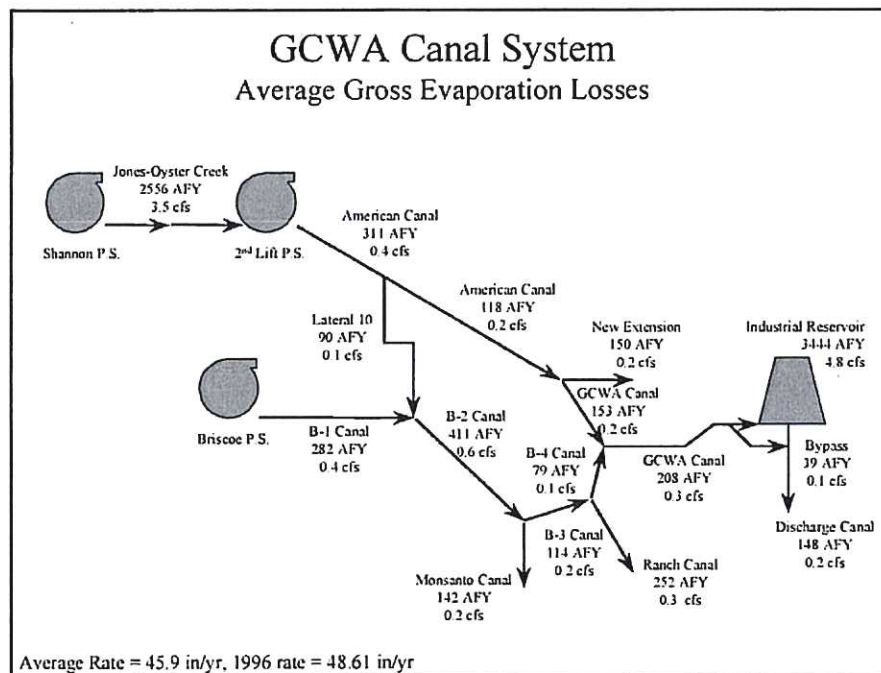 GCWA Canal System
Average Gross Evaporation Losses
Jones-Oyster Creek
2556 AFY
3.5 cfs
Shannon P.S.
2nd Lift P.S.
American Canal
311 AFY
0.4 cfs
American Canal
118 AFY
0.2 cfs
Lateral 10
90 AFY
0.1 cfs
New Extension
150 AFY
0.2 cfs
Industrial Reservoir
3444 AFY
4.8 cfs
GCWA Canal
153 AFY
0.2 cfs
Briscoe P.S.
B-1 Canal
282 AFY
0.4 cfs
B-2 Canal
411 AFY
0.6 cfs
B-4 Canal
79 AFY
0.1 cfs
GCWA Canal
208 AFY
0.3 cfs
Bypass
39 AFY
0.1 cfs
B-3 Canal
114 AFY
0.2 cfs
Discharge Canal
148 AFY
0.2 cfs
Monsanto Canal
142 AFY
0.2 cfs
Ranch Canal
252 AFY
0.3 cfs
Average Rate = 45.9 in/yr, 1996 rate = 48.61 in/yr